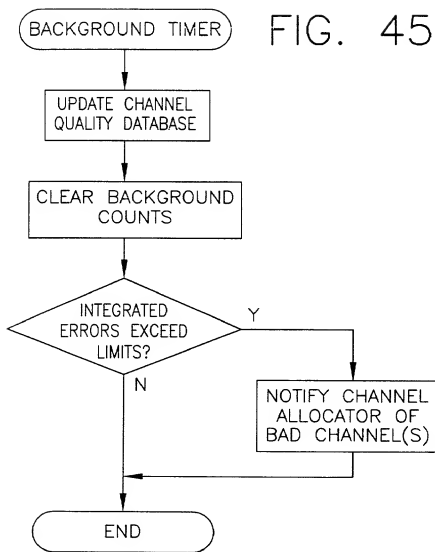 BACKGROUND TIMER
FIG. 45
UPDATE CHANNEL
QUALITY DATABASE
CLEAR BACKGROUND
COUNTS
INTEGRATED
ERRORS EXCEED
LIMITS?
Y
N
NOTIFY CHANNEL
ALLOCATOR OF
BAD CHANNEL(S)
END